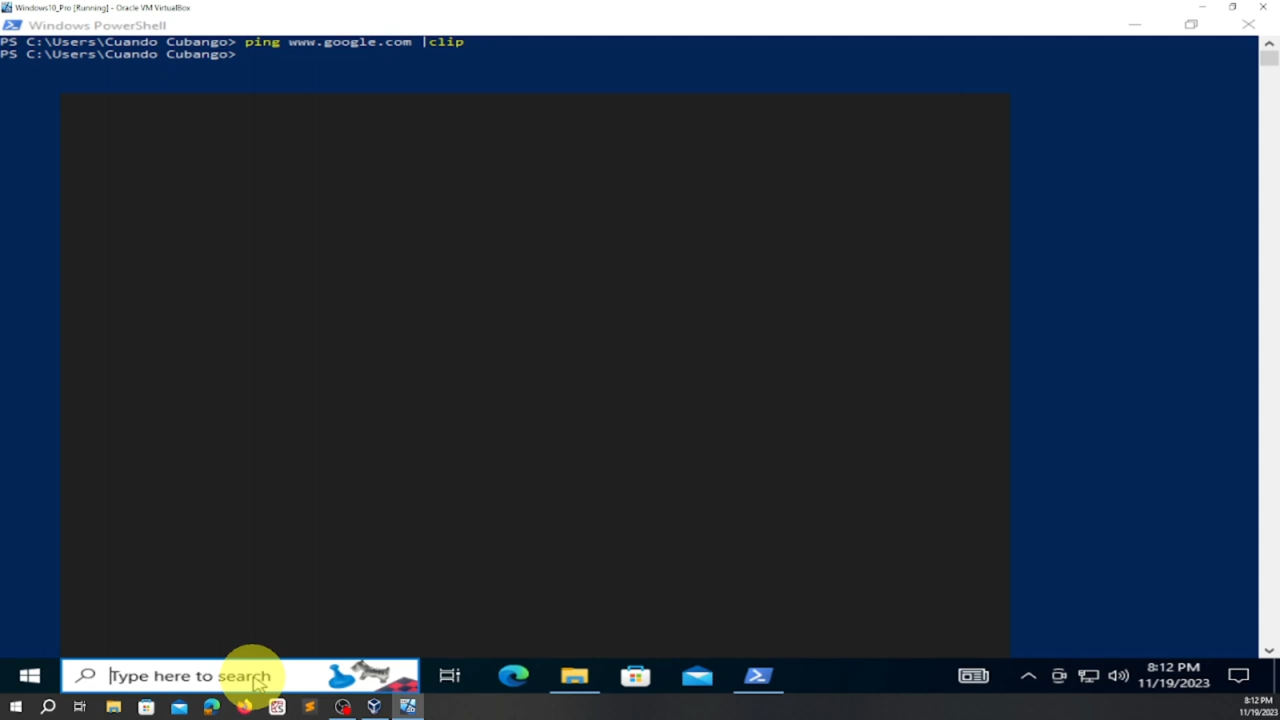 Windows10_Pro [Running] - Oracle VM VirtualBox
Windows PowerShell
PS C:\Users\Cuando Cubango> ping www.google.com |clip
PS C:\Users\Cuando Cubango>
Type here to search
8:12 PM
11/19/2023
8:12 PM
11/19/2023